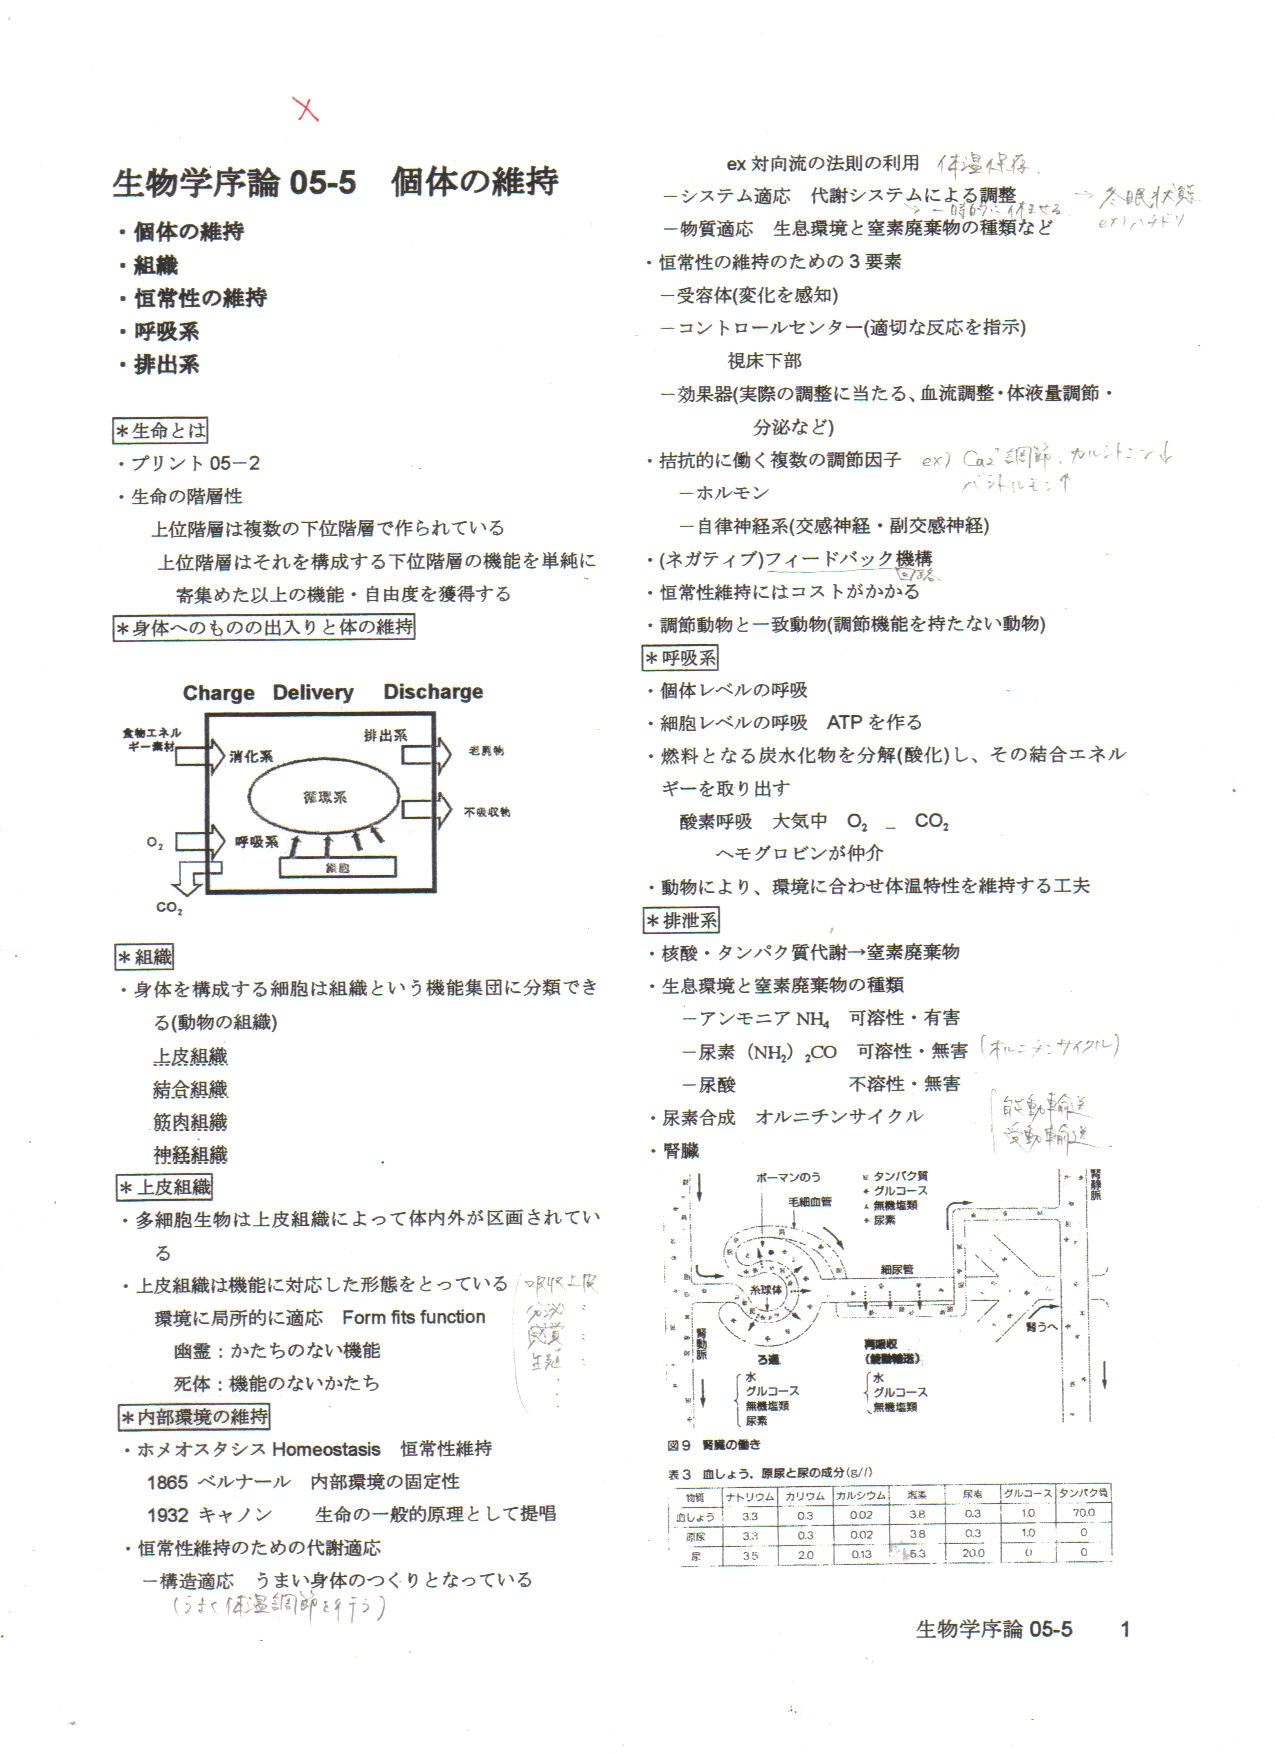 生物学序論 05-5　個体の維持
・個体の維持
・組織
・恒常性の維持
・呼吸系
・排出系
＊生命とは
・プリント 05－2
・生命の階層性
上位階層は複数の下位階層で作られている
上位階層はそれを構成する下位階層の機能を単純に
寄集めた以上の機能・自由度を獲得する
＊身体へのものの出入りと体の維持
Charge Delivery Discharge
食物エネル
ギー素材
消化系
排出系
老廃物
循環系
不吸収物
O₂
呼吸系
細胞
CO₂
＊組織
・身体を構成する細胞は組織という機能集団に分類でき
る(動物の組織)
上皮組織
結合組織
筋肉組織
神経組織
＊上皮組織
・多細胞生物は上皮組織によって体内外が区画されてい
る
・上皮組織は機能に対応した形態をとっている
吸収上皮
環境に局所的に適応　Form fits function
分泌 〃
感覚 〃
幽霊：かたちのない機能
死体：機能のないかたち
＊内部環境の維持
・ホメオスタシス Homeostasis　恒常性維持
1865 ベルナール　内部環境の固定性
1932 キャノン　　生命の一般的原理として提唱
・恒常性維持のための代謝適応
－構造適応　うまい身体のつくりとなっている
(うまく体温調節を行う)
ex 対向流の法則の利用　体温保存.
－システム適応　代謝システムによる調整　→ 冬眠状態
→ 一時的に休ませる
ex) ハチドリ
－物質適応　生息環境と窒素廃棄物の種類など
・恒常性の維持のための 3 要素
－受容体(変化を感知)
－コントロールセンター(適切な反応を指示)
視床下部
－効果器(実際の調整に当たる、血流調整・体液量調節・
分泌など)
・拮抗的に働く複数の調節因子　ex) Ca²⁺調節. カルシトニン↓
パラトルモン↑
－ホルモン
－自律神経系(交感神経・副交感神経)
・(ネガティブ)フィードバック機構
回路
・恒常性維持にはコストがかかる
・調節動物と一致動物(調節機能を持たない動物)
＊呼吸系
・個体レベルの呼吸
・細胞レベルの呼吸　ATP を作る
・燃料となる炭水化物を分解(酸化)し、その結合エネル
ギーを取り出す
酸素呼吸　大気中　O₂　_　CO₂
ヘモグロビンが仲介
・動物により、環境に合わせ体温特性を維持する工夫
＊排泄系
・核酸・タンパク質代謝→窒素廃棄物
・生息環境と窒素廃棄物の種類
－アンモニア NH₄　可溶性・有害
－尿素（NH₂）₂CO　可溶性・無害 (オルニチンサイクル)
－尿酸　　　　　　不溶性・無害
・尿素合成　オルニチンサイクル
能動輸送
受動輸送
・腎臓
ボーマンのう
毛細血管
タンパク質
グルコース
無機塩類
尿素
腎静脈
糸球体
細尿管
腎動脈
腎うへ
ろ過
水
グルコース
無機塩類
尿素
再吸収
(能動輸送)
水
グルコース
無機塩類
図9　腎臓の働き
表3　血しょう，原尿と尿の成分(g/l)
物質 ナトリウム カリウム カルシウム 塩素 尿素 グルコース タンパク質
血しょう 3.3 0.3 0.02 3.8 0.3 1.0 70.0
原尿 3.3 0.3 0.02 3.8 0.3 1.0 0
尿 3.5 2.0 0.13 6.3 20.0 0 0
生物学序論 05-5　　1